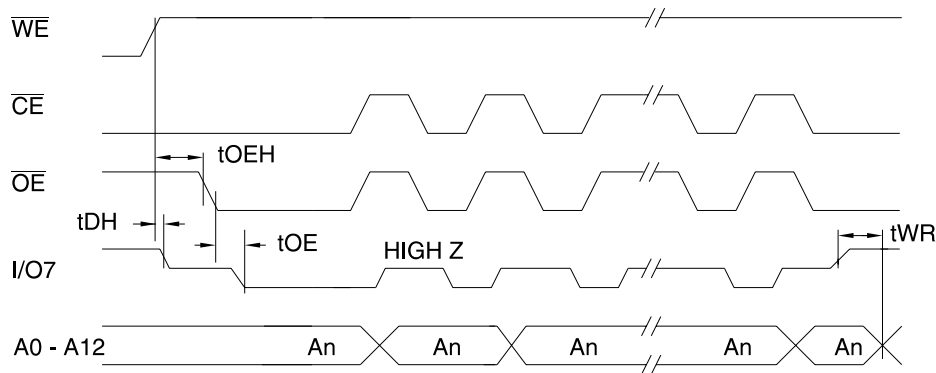 WE
CE
tOEH
OE
tDH
tOE
tWR
I/O7
HIGH Z
A0 - A12 An An An An An